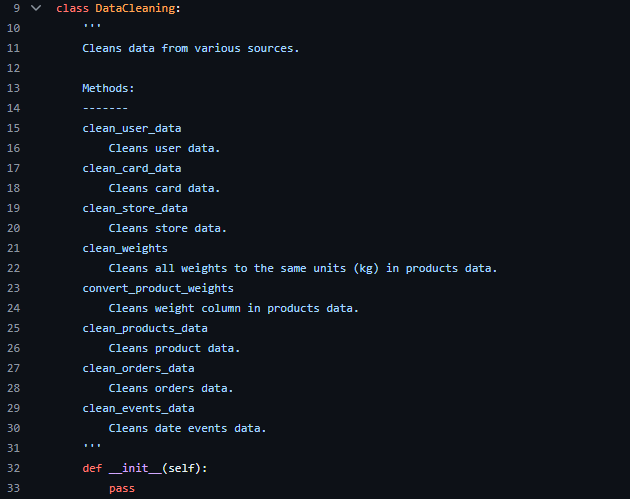 9 class DataCleaning:
10 '''
11 Cleans data from various sources.
12
13 Methods:
14 -------
15 clean_user_data
16 Cleans user data.
17 clean_card_data
18 Cleans card data.
19 clean_store_data
20 Cleans store data.
21 clean_weights
22 Cleans all weights to the same units (kg) in products data.
23 convert_product_weights
24 Cleans weight column in products data.
25 clean_products_data
26 Cleans product data.
27 clean_orders_data
28 Cleans orders data.
29 clean_events_data
30 Cleans date events data.
31 '''
32 def __init__(self):
33 pass